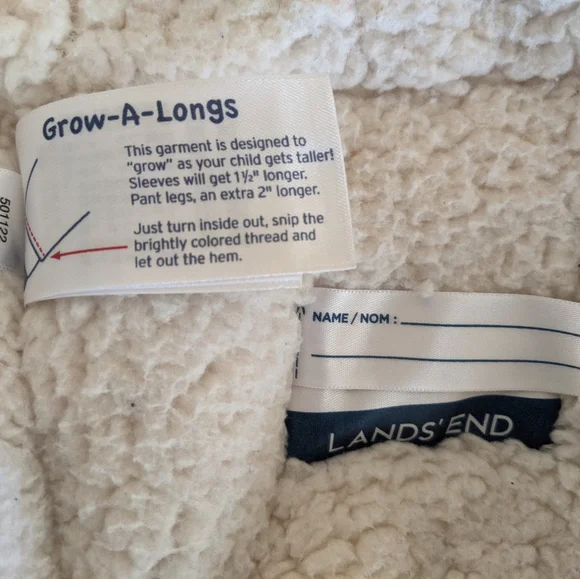 Grow-A-Longs
This garment is designed to
"grow" as your child gets taller!
Sleeves will get 1½" longer.
Pant legs, an extra 2" longer.
Just turn inside out, snip the
brightly colored thread and
let out the hem.
501122
NAME/NOM :
LANDS' END